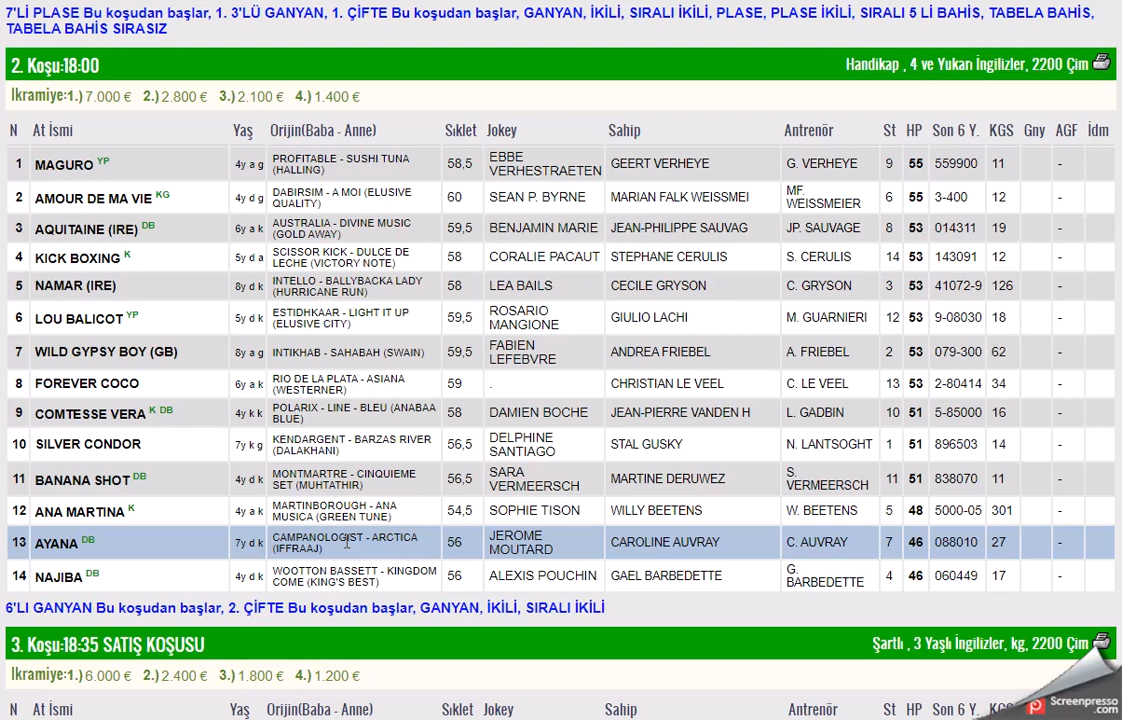 7'Lİ PLASE Bu koşudan başlar, 1. 3'LÜ GANYAN, 1. ÇİFTE Bu koşudan başlar, GANYAN, İKİLİ, SIRALI İKİLİ, PLASE, PLASE İKİLİ, SIRALI 5 Lİ BAHİS, TABELA BAHİS,
TABELA BAHİS SIRASIZ
2. Koşu:18:00 Handikap , 4 ve Yukarı İngilizler, 2200 Çim
Ikramiye:1.) 7.000 € 2.) 2.800 € 3.) 2.100 € 4.) 1.400 €
N At İsmi Yaş Orijin(Baba - Anne) Sıklet Jokey Sahip Antrenör St HP Son 6 Y. KGS Gny AGF İdm
1 MAGURO YP 4y a g PROFITABLE - SUSHI TUNA (HALLING) 58,5 EBBE VERHESTRAETEN GEERT VERHEYE G. VERHEYE 9 55 559900 11 -
2 AMOUR DE MA VIE KG 4y d g DABIRSIM - A MOI (ELUSIVE QUALITY) 60 SEAN P. BYRNE MARIAN FALK WEISSMEI MF. WEISSMEIER 6 55 3-400 12 -
3 AQUITAINE (IRE) DB 6y a k AUSTRALIA - DIVINE MUSIC (GOLD AWAY) 59,5 BENJAMIN MARIE JEAN-PHILIPPE SAUVAG JP. SAUVAGE 8 53 014311 19 -
4 KICK BOXING K 5y d a SCISSOR KICK - DULCE DE LECHE (VICTORY NOTE) 58 CORALIE PACAUT STEPHANE CERULIS S. CERULIS 14 53 143091 12 -
5 NAMAR (IRE) 8y d k INTELLO - BALLYBACKA LADY (HURRICANE RUN) 58 LEA BAILS CECILE GRYSON C. GRYSON 3 53 41072-9 126 -
6 LOU BALICOT YP 5y d k ESTIDHKAAR - LIGHT IT UP (ELUSIVE CITY) 59,5 ROSARIO MANGIONE GIULIO LACHI M. GUARNIERI 12 53 9-08030 18 -
7 WILD GYPSY BOY (GB) 8y a g INTIKHAB - SAHABAH (SWAIN) 59,5 FABIEN LEFEBVRE ANDREA FRIEBEL A. FRIEBEL 2 53 079-300 62 -
8 FOREVER COCO 6y a k RIO DE LA PLATA - ASIANA (WESTERNER) 59 . CHRISTIAN LE VEEL C. LE VEEL 13 53 2-80414 34 -
9 COMTESSE VERA K DB 4y k k POLARIX - LINE - BLEU (ANABAA BLUE) 58 DAMIEN BOCHE JEAN-PIERRE VANDEN H L. GADBIN 10 51 5-85000 16 -
10 SILVER CONDOR 7y k g KENDARGENT - BARZAS RIVER (DALAKHANI) 56,5 DELPHINE SANTIAGO STAL GUSKY N. LANTSOGHT 1 51 896503 14 -
11 BANANA SHOT DB 4y d k MONTMARTRE - CINQUIEME SET (MUHTATHIR) 56,5 SARA VERMEERSCH MARTINE DERUWEZ S. VERMEERSCH 11 51 838070 11 -
12 ANA MARTINA K 4y a k MARTINBOROUGH - ANA MUSICA (GREEN TUNE) 54,5 SOPHIE TISON WILLY BEETENS W. BEETENS 5 48 5000-05 301 -
13 AYANA DB 7y d k CAMPANOLOGIST - ARCTICA (IFFRAAJ) 56 JEROME MOUTARD CAROLINE AUVRAY C. AUVRAY 7 46 088010 27 -
14 NAJIBA DB 4y d k WOOTTON BASSETT - KINGDOM COME (KING'S BEST) 56 ALEXIS POUCHIN GAEL BARBEDETTE G. BARBEDETTE 4 46 060449 17 -
6'LI GANYAN Bu koşudan başlar, 2. ÇİFTE Bu koşudan başlar, GANYAN, İKİLİ, SIRALI İKİLİ
3. Koşu:18:35 SATIŞ KOŞUSU Şartlı , 3 Yaşlı İngilizler, kg, 2200 Çim
Ikramiye:1.) 6.000 € 2.) 2.400 € 3.) 1.800 € 4.) 1.200 €
N At İsmi Yaş Orijin(Baba - Anne) Sıklet Jokey Sahip Antrenör St HP Son 6 Y. KGS
Screenpresso
.com